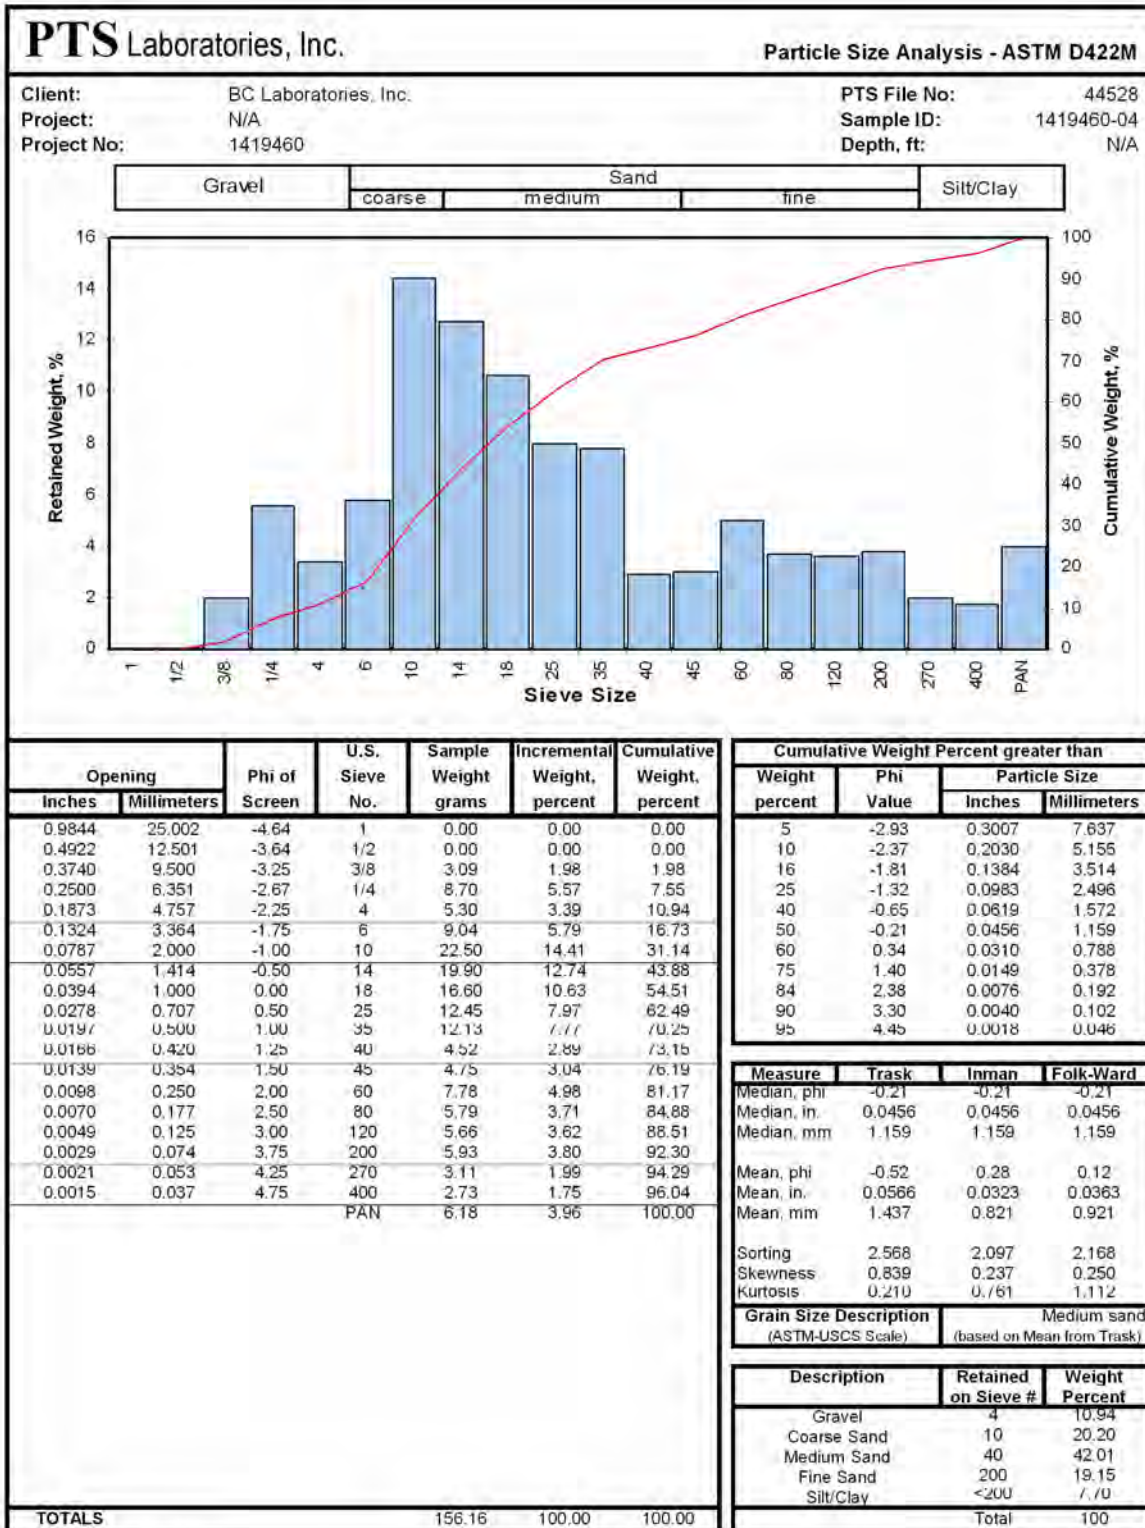 PTS Laboratories, Inc.
Particle Size Analysis - ASTM D422M
Client: BC Laboratories, Inc. PTS File No: 44528
Project: N/A Sample ID: 1419460-04
Project No: 1419460 Depth, ft: N/A
Gravel Sand Silt/Clay
coarse medium fine
16 100
14 90
12 80
10 70
8 60
6 50
4 40
2 30
0 20
10
0
Retained Weight, %
Cumulative Weight, %
1 1/2 3/8 1/4 4 6 10 14 18 25 35 40 45 60 80 120 200 270 400 PAN
Sieve Size
U.S. Sample Incremental Cumulative
Opening Phi of Sieve Weight Weight, Weight,
Inches Millimeters Screen No. grams percent percent
0.9844 25.002 -4.64 1 0.00 0.00 0.00
0.4922 12.501 -3.64 1/2 0.00 0.00 0.00
0.3740 9.500 -3.25 3/8 3.09 1.98 1.98
0.2500 6.351 -2.67 1/4 8.70 5.57 7.55
0.1873 4.757 -2.25 4 5.30 3.39 10.94
0.1324 3.364 -1.75 6 9.04 5.79 16.73
0.0787 2.000 -1.00 10 22.50 14.41 31.14
0.0557 1.414 -0.50 14 19.90 12.74 43.88
0.0394 1.000 0.00 18 16.60 10.63 54.51
0.0278 0.707 0.50 25 12.45 7.97 62.49
0.0197 0.500 1.00 35 12.13 7.77 70.25
0.0166 0.420 1.25 40 4.52 2.89 73.15
0.0139 0.354 1.50 45 4.75 3.04 76.19
0.0098 0.250 2.00 60 7.78 4.98 81.17
0.0070 0.177 2.50 80 5.79 3.71 84.88
0.0049 0.125 3.00 120 5.66 3.62 88.51
0.0029 0.074 3.75 200 5.93 3.80 92.30
0.0021 0.053 4.25 270 3.11 1.99 94.29
0.0015 0.037 4.75 400 2.73 1.75 96.04
PAN 6.18 3.96 100.00
TOTALS 156.16 100.00 100.00
Cumulative Weight Percent greater than
Weight Phi Particle Size
percent Value Inches Millimeters
5 -2.93 0.3007 7.637
10 -2.37 0.2030 5.155
16 -1.81 0.1384 3.514
25 -1.32 0.0983 2.496
40 -0.65 0.0619 1.572
50 -0.21 0.0456 1.159
60 0.34 0.0310 0.788
75 1.40 0.0149 0.378
84 2.38 0.0076 0.192
90 3.30 0.0040 0.102
95 4.45 0.0018 0.046
Measure Trask Inman Folk-Ward
Median, phi -0.21 -0.21 -0.21
Median, in. 0.0456 0.0456 0.0456
Median, mm 1.159 1.159 1.159
Mean, phi -0.52 0.28 0.12
Mean, in. 0.0566 0.0323 0.0363
Mean, mm 1.437 0.821 0.921
Sorting 2.568 2.097 2.168
Skewness 0.839 0.237 0.250
Kurtosis 0.210 0.761 1.112
Grain Size Description Medium sand
(ASTM-USCS Scale) (based on Mean from Trask)
Description Retained Weight
on Sieve # Percent
Gravel 4 10.94
Coarse Sand 10 20.20
Medium Sand 40 42.01
Fine Sand 200 19.15
Silt/Clay <200 7.70
Total 100